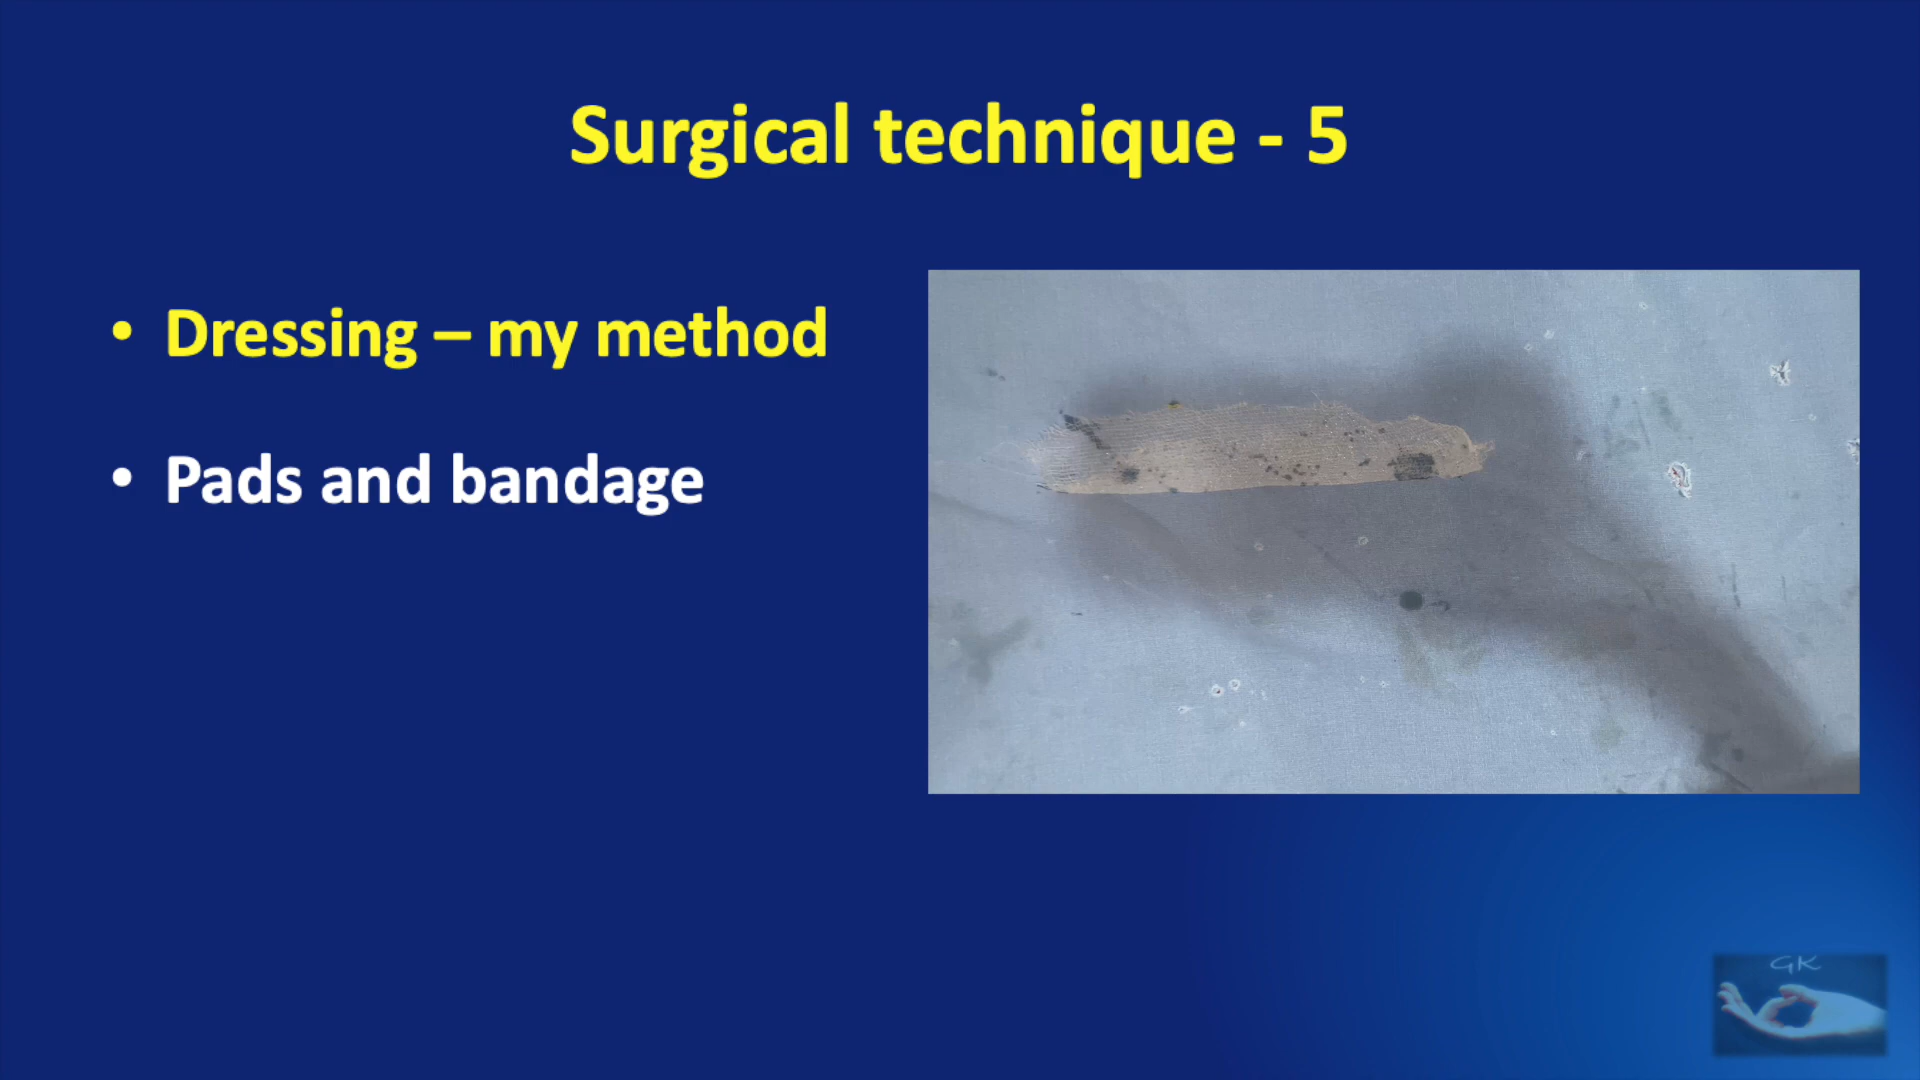 Surgical technique - 5
• Dressing – my method
• Pads and bandage
GK